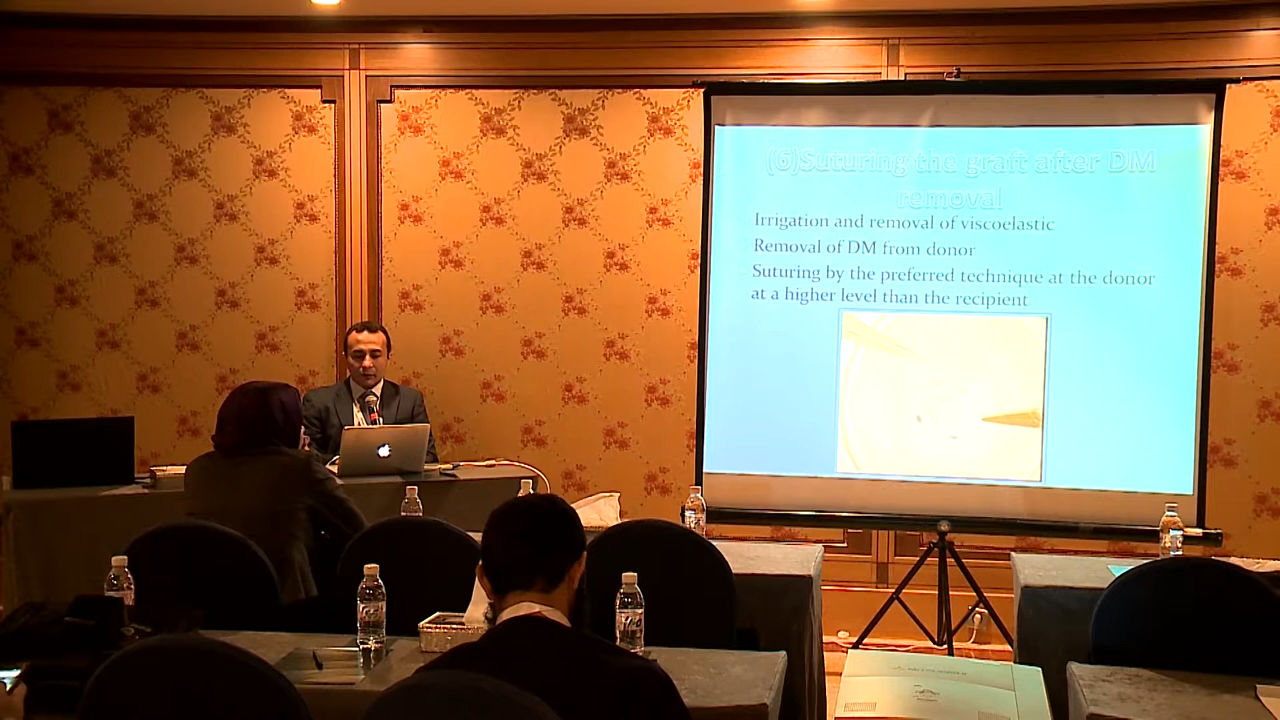 (6)Suturing the graft after DM
removal
Irrigation and removal of viscoelastic
Removal of DM from donor
Suturing by the preferred technique at the donor
at a higher level than the recipient